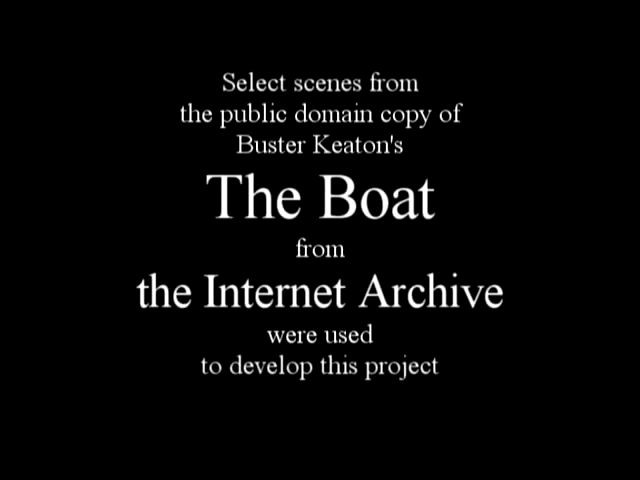 Select scenes from
the public domain copy of
Buster Keaton's
The Boat
from
the Internet Archive
were used
to develop this project